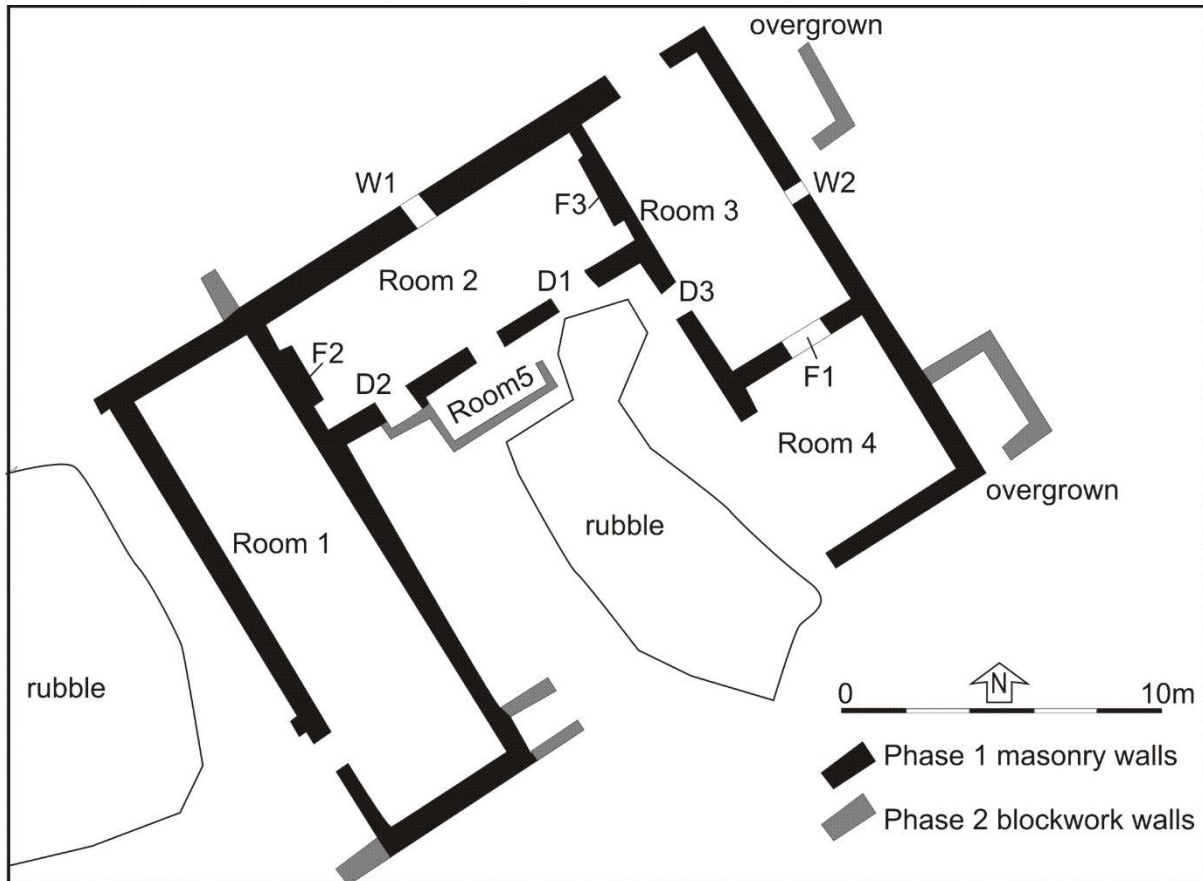 overgrown
W1
W2
F3
Room 3
Room 2
D1
D3
F2
D2
Room5
F1
Room 4
overgrown
Room 1
rubble
rubble
N
0 10m
Phase 1 masonry walls
Phase 2 blockwork walls